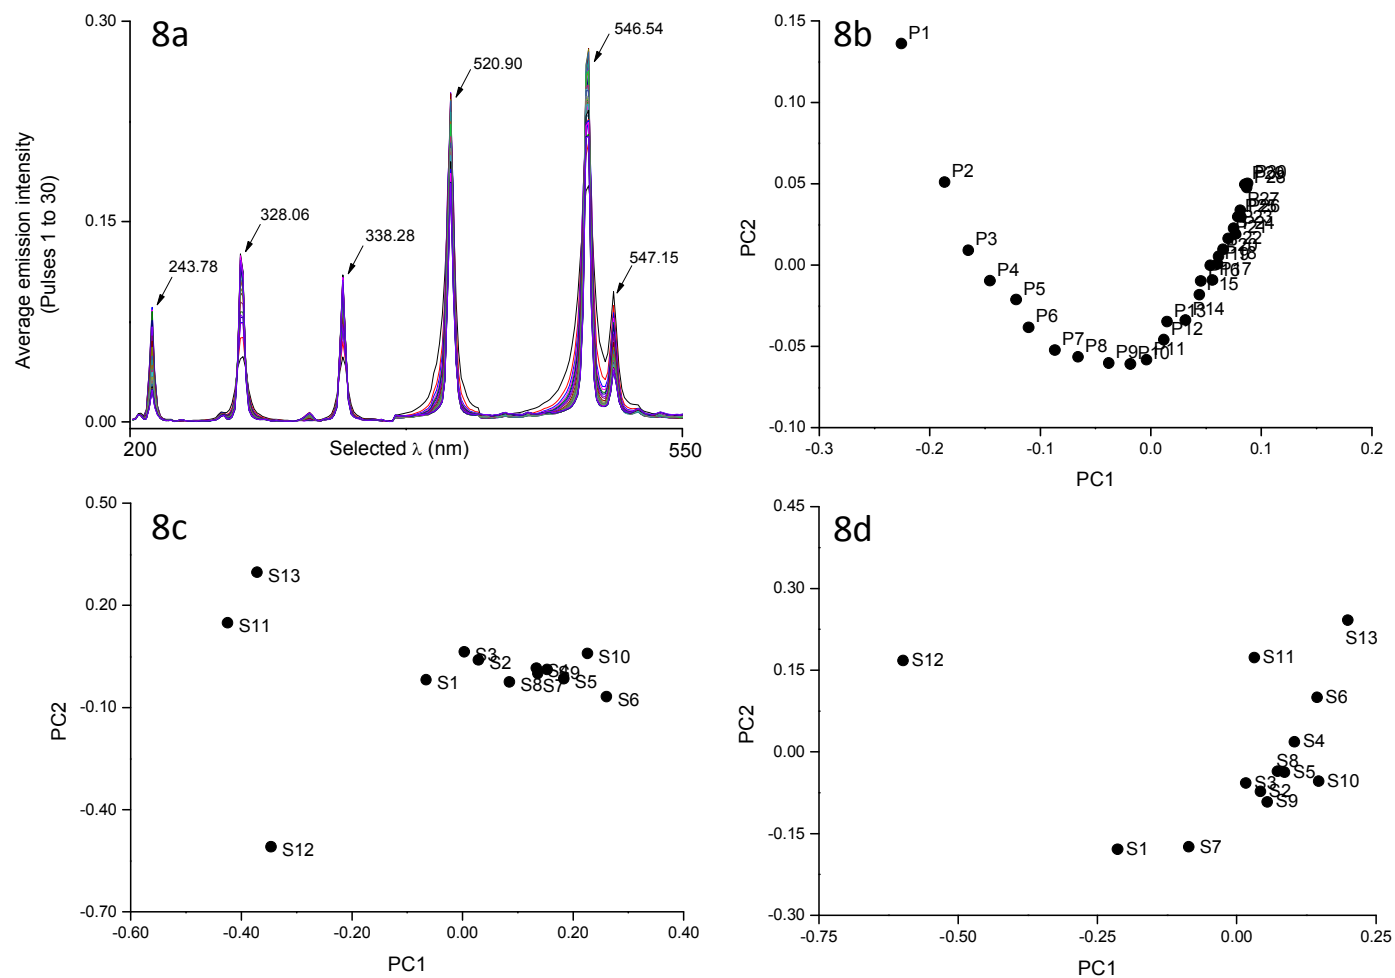 8a
0.30
0.15
0.00
Average emission intensity
(Pulses 1 to 30)
243.78
328.06
338.28
520.90
546.54
547.15
200
Selected λ (nm)
550
8b
0.15
0.10
0.05
0.00
-0.05
-0.10
PC2
P1
P2
P3
P4
P5
P6
P7
P8
P9
P10
P11
P12
P13
P14
P15
P17
-0.3
-0.1
0.0
0.1
0.2
PC1
8c
0.50
0.20
-0.10
-0.40
-0.70
PC2
S13
S11
S12
S1
S3
S2
S8
S7
S9
S5
S10
S6
-0.60
-0.40
-0.20
0.00
0.20
0.40
PC1
8d
0.45
0.30
0.15
0.00
-0.15
-0.30
PC2
S12
S13
S11
S6
S4
S8
S5
S10
S3
S2
S9
S1
S7
-0.75
-0.50
-0.25
0.00
0.25
PC1